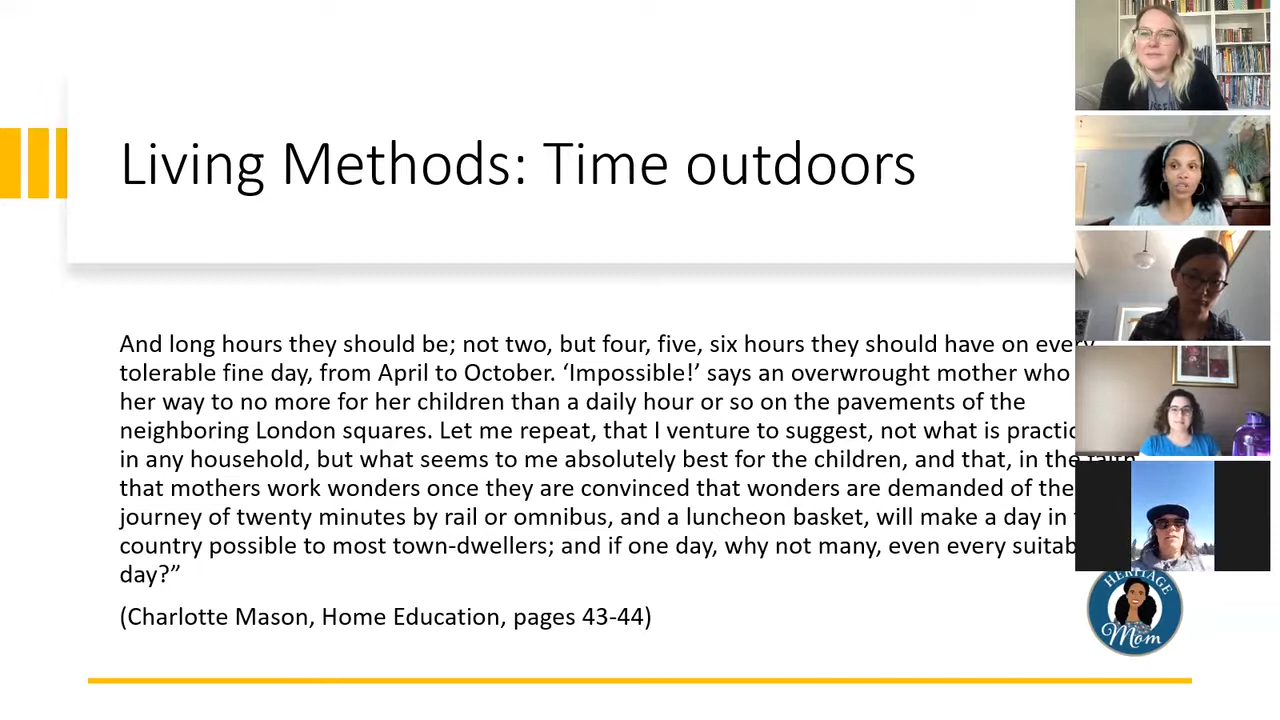 Living Methods: Time outdoors
And long hours they should be; not two, but four, five, six hours they should have on every
tolerable fine day, from April to October. ‘Impossible!’ says an overwrought mother who
her way to no more for her children than a daily hour or so on the pavements of the
neighboring London squares. Let me repeat, that I venture to suggest, not what is
in any household, but what seems to me absolutely best for the children, and that, in the faith
that mothers work wonders once they are convinced that wonders are demanded of
journey of twenty minutes by rail or omnibus, and a luncheon basket, will make a day in
country possible to most town-dwellers; and if one day, why not many, even every
day?”
(Charlotte Mason, Home Education, pages 43-44)
HERITAGE
Mom